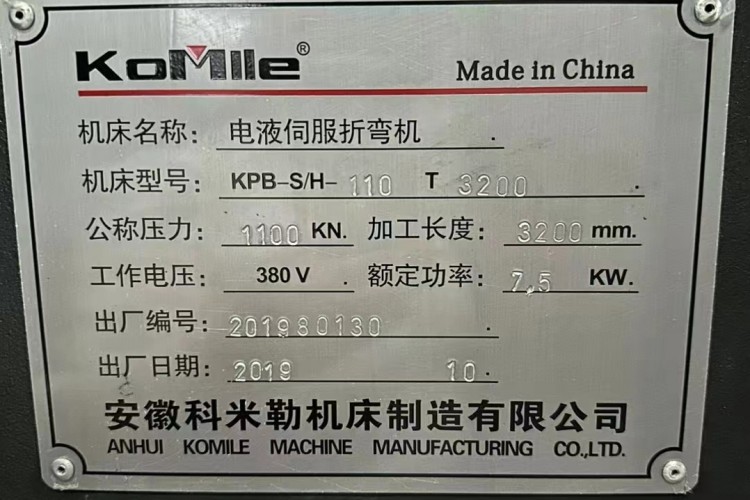 KoMile®
Made in China
机床名称: 电液伺服折弯机 .
机床型号: KPB-S/H-110 T 3200 .
公称压力: 1100 KN. 加工长度: 3200 mm.
工作电压: 380 V . 额定功率: 7.5 KW.
出厂编号: 201980130 .
出厂日期: 2019 10 .
安徽科米勒机床制造有限公司
ANHUI KOMILE MACHINE MANUFACTURING CO.,LTD.